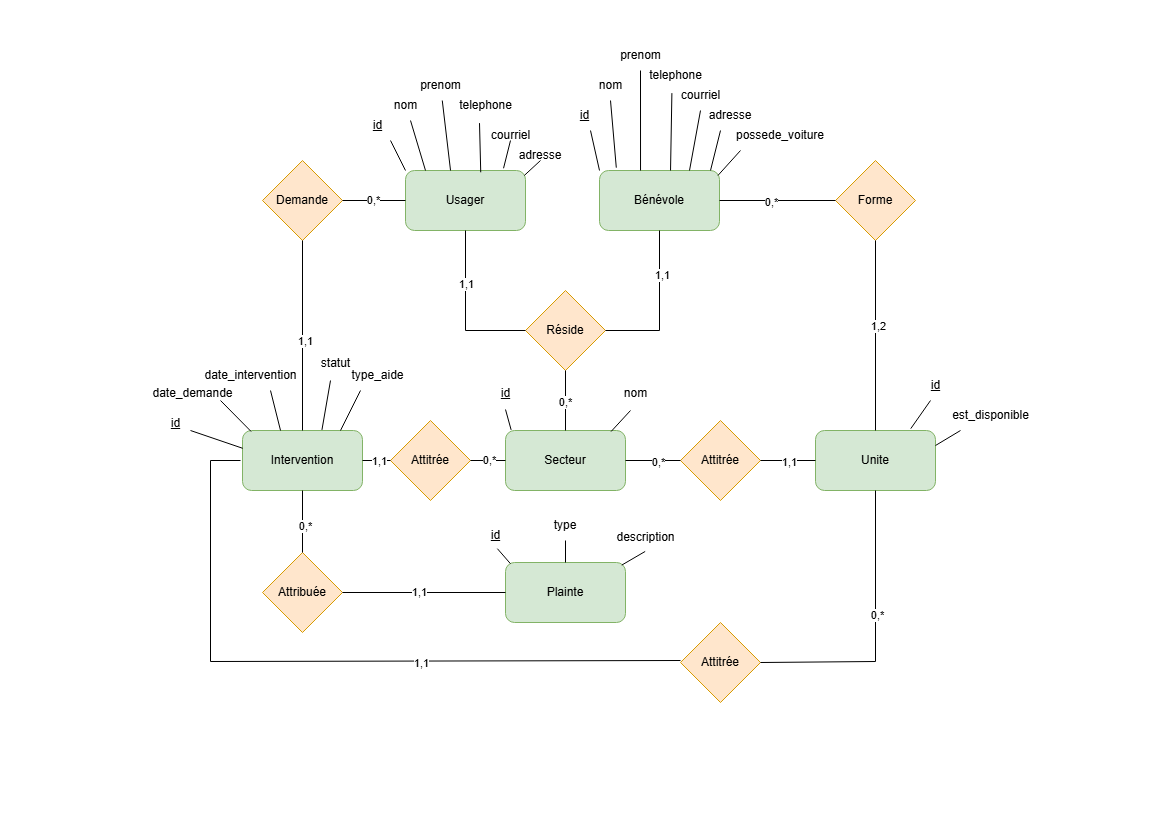 prenom
telephone
nom
courriel
id
adresse
possede_voiture
prenom
nom
telephone
id
courriel
adresse
Demande
0,*
Usager
Bénévole
0,*
Forme
1,1
1,1
Réside
1,1
1,2
date_demande
date_intervention
statut
type_aide
id
id
0,*
nom
id
est_disponible
Intervention
1,1
Attitrée
0,*
Secteur
0,*
Attitrée
1,1
Unite
0,*
id
type
description
Attribuée
1,1
Plainte
0,*
1,1
Attitrée